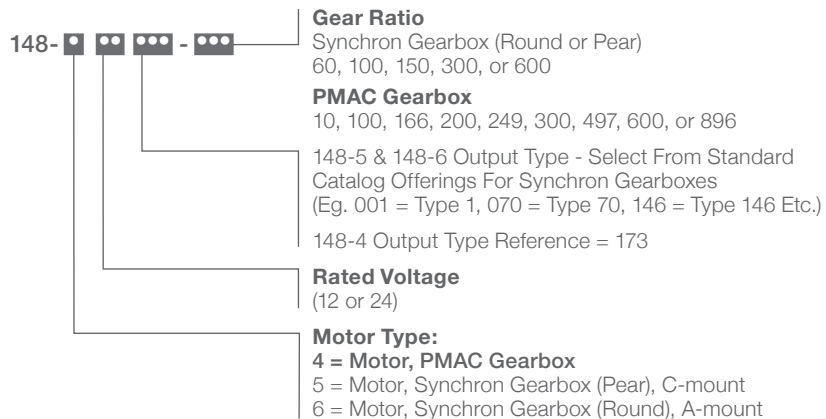 Gear Ratio
148- -
Synchron Gearbox (Round or Pear)
60, 100, 150, 300, or 600
PMAC Gearbox
10, 100, 166, 200, 249, 300, 497, 600, or 896
148-5 & 148-6 Output Type - Select From Standard
Catalog Offerings For Synchron Gearboxes
(Eg. 001 = Type 1, 070 = Type 70, 146 = Type 146 Etc.)
148-4 Output Type Reference = 173
Rated Voltage
(12 or 24)
Motor Type:
4 = Motor, PMAC Gearbox
5 = Motor, Synchron Gearbox (Pear), C-mount
6 = Motor, Synchron Gearbox (Round), A-mount